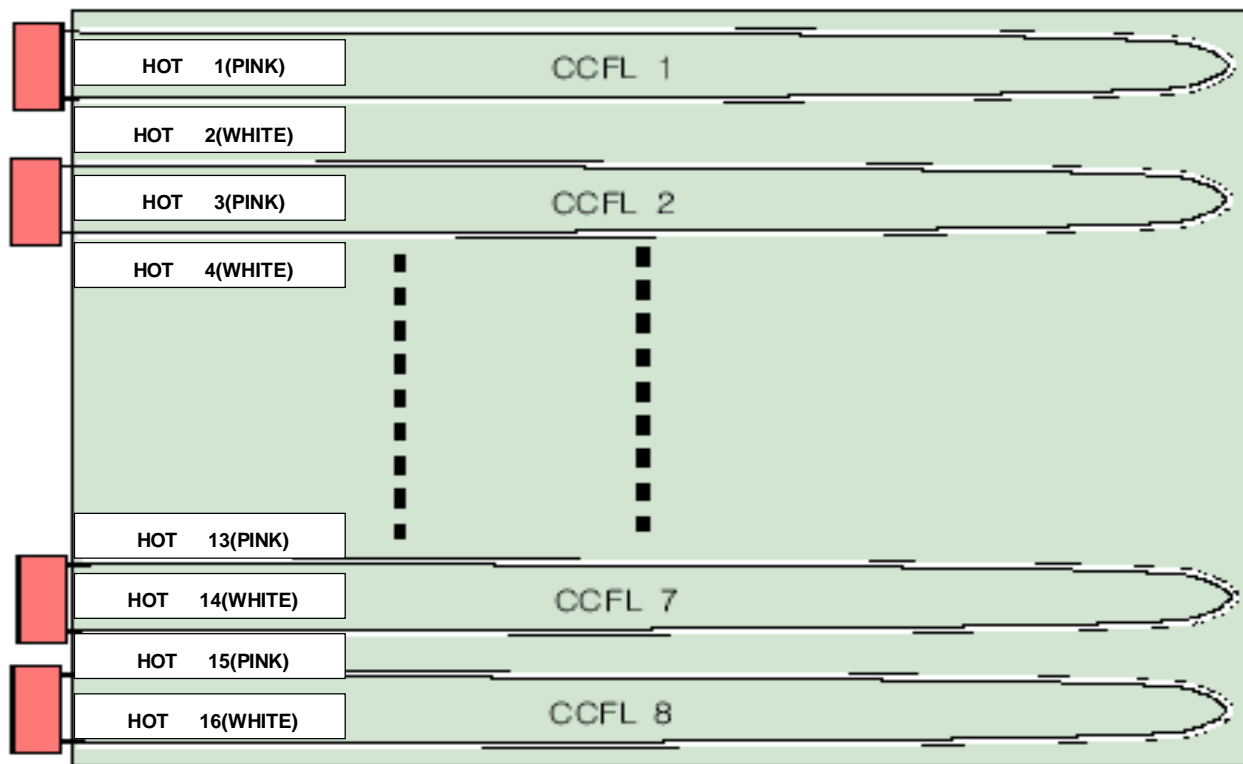 HOT 1(PINK)
CCFL 1
HOT 2(WHITE)
HOT 3(PINK)
CCFL 2
HOT 4(WHITE)
HOT 13(PINK)
HOT 14(WHITE)
CCFL 7
HOT 15(PINK)
HOT 16(WHITE)
CCFL 8